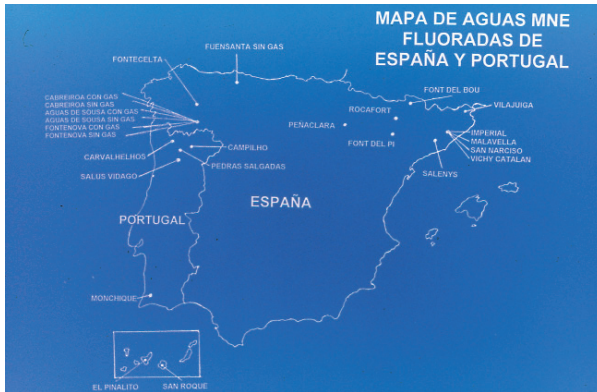 MAPA DE AGUAS MNE
FLUORADAS DE
ESPAÑA Y PORTUGAL
FUENSANTA SIN GAS
FONTECELTA
FONT DEL BOU
CABREIROA CON GAS
CABREIROA SIN GAS
AGUAS DE SOUSA CON GAS
AGUAS DE SOUSA SIN GAS
FONTENOVA CON GAS
FONTENOVA SIN GAS
VILAJUIGA
ROCAFORT
PEÑACLARA
IMPERIAL
MALAVELLA
SAN NARCISO
VICHY CATALAN
FONT DEL PI
CAMPILHO
CARVALHELHOS
PEDRAS SALGADAS
SALENYS
SALUS VIDAGO
ESPAÑA
PORTUGAL
MONCHIQUE
EL PINALITO
SAN ROQUE